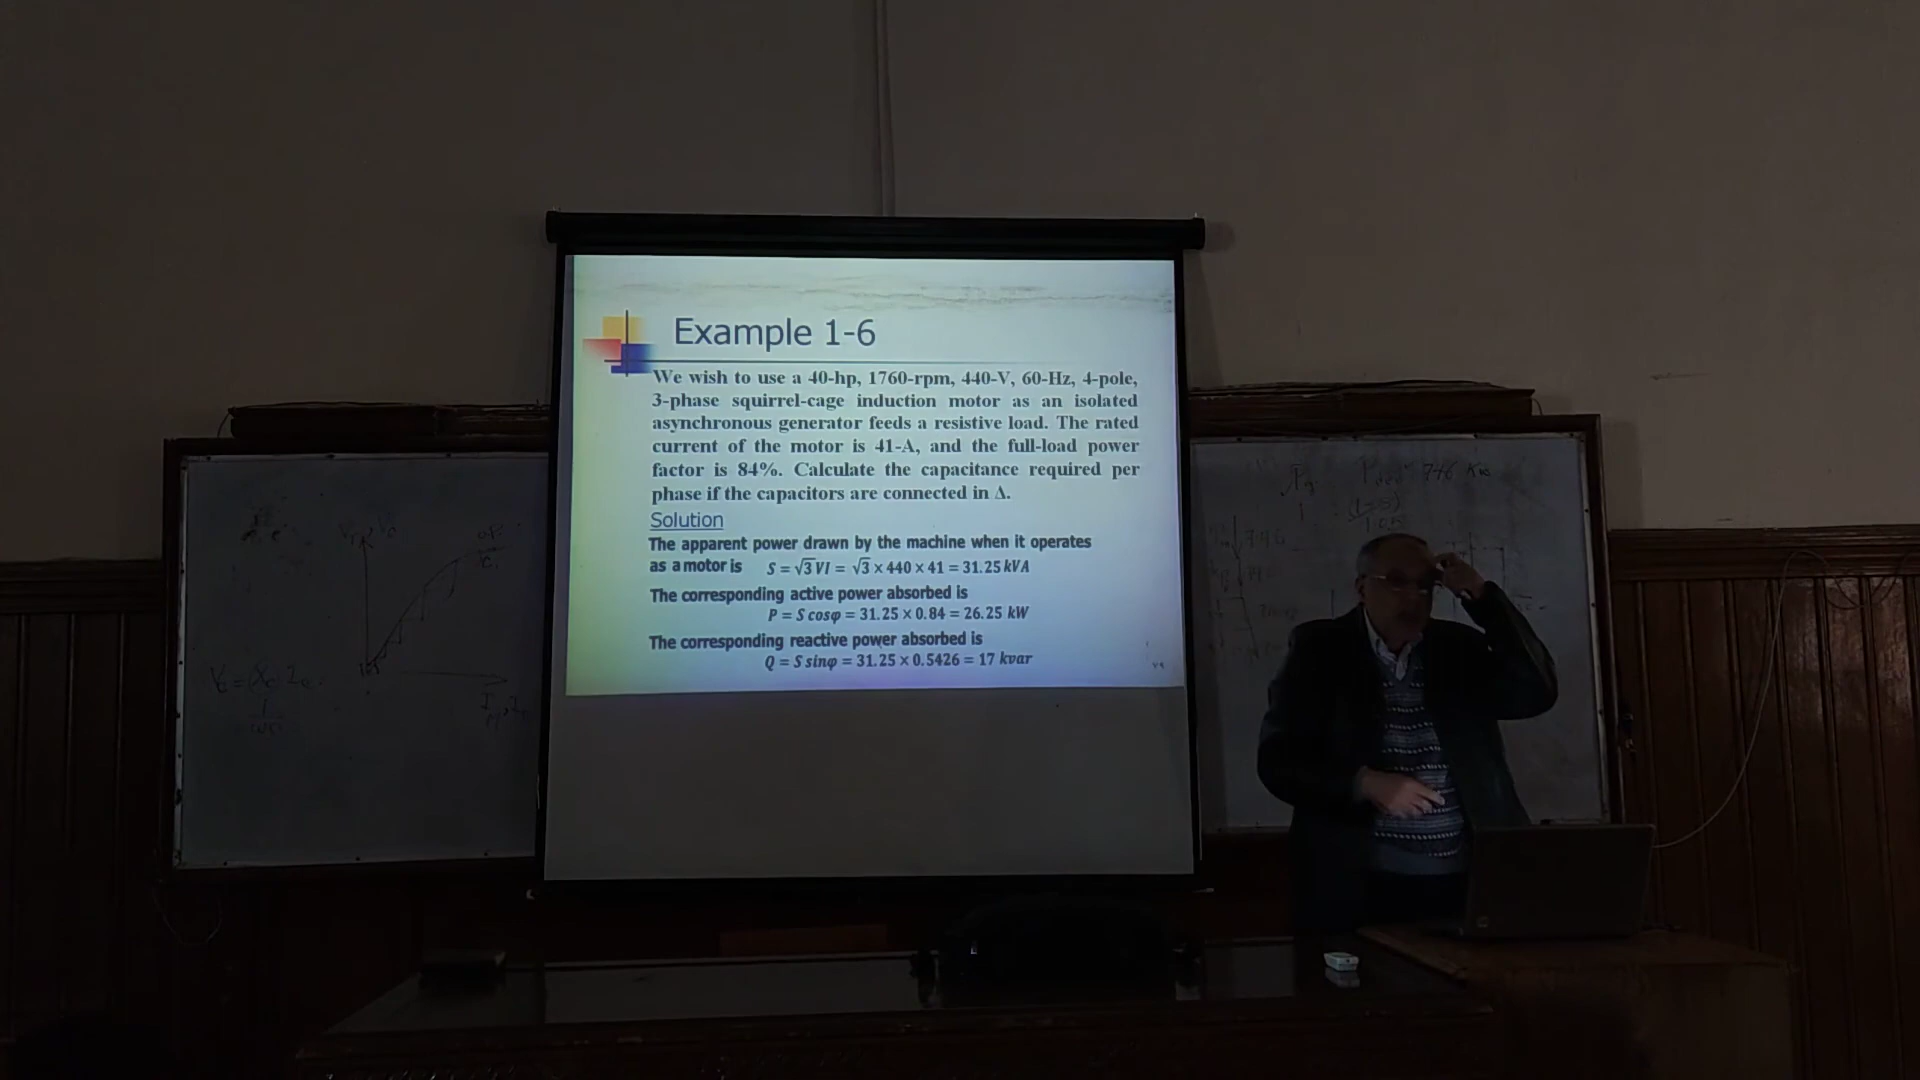 Example 1-6
We wish to use a 40-hp, 1760-rpm, 440-V, 60-Hz, 4-pole,
3-phase squirrel-cage induction motor as an isolated
asynchronous generator feeds a resistive load. The rated
current of the motor is 41-A, and the full-load power
factor is 84%. Calculate the capacitance required per
phase if the capacitors are connected in Δ.
Solution
The apparent power drawn by the machine when it operates
as a motor is S = √3 VI = √3 × 440 × 41 = 31.25 kVA
The corresponding active power absorbed is
P = S cosφ = 31.25 × 0.84 = 26.25 kW
The corresponding reactive power absorbed is
Q = S sinφ = 31.25 × 0.5426 = 17 kvar